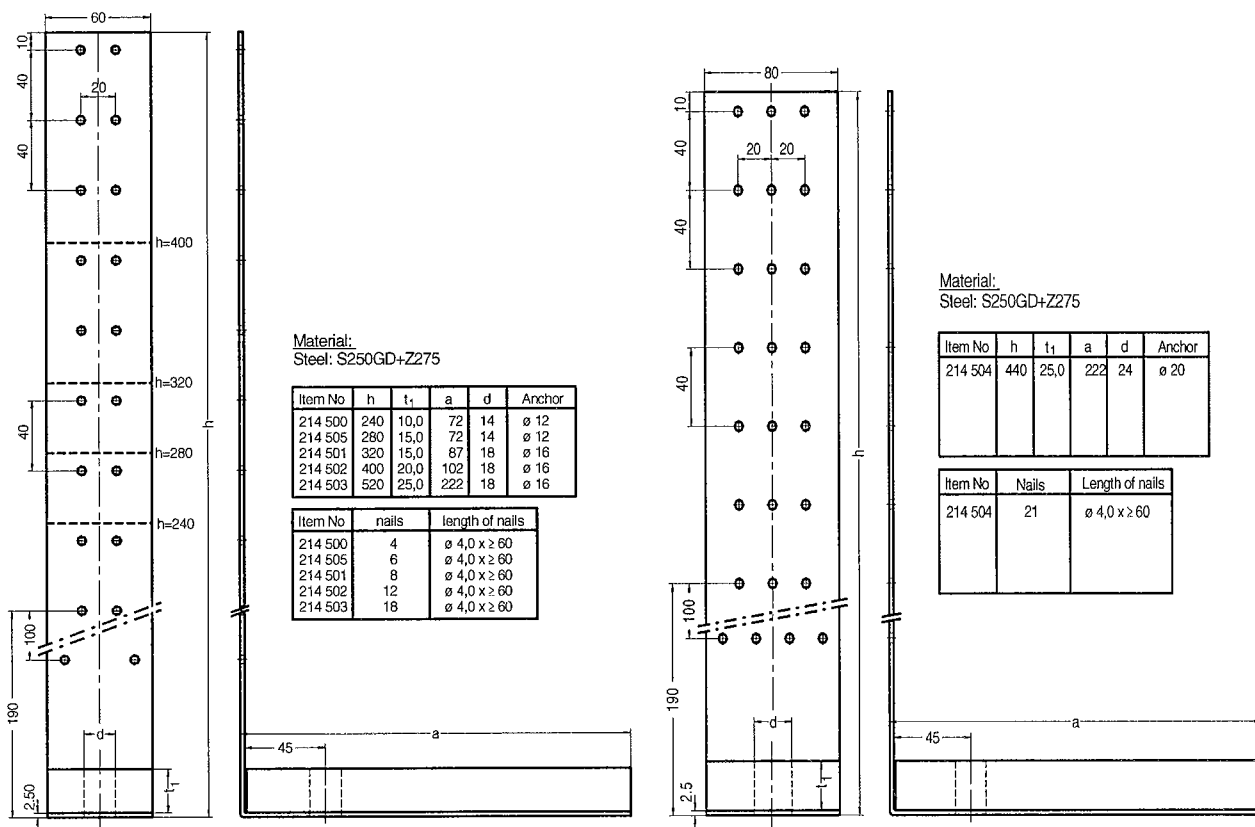 60
10
40
20
40
h=400
h=320
40
h=280
h=240
h
100
190
d
t1
2.50
45
a
Material:
Steel: S250GD+Z275
Item No h t1 a d Anchor
214 500 240 10,0 72 14 ø 12
214 505 280 15,0 72 14 ø 12
214 501 320 15,0 87 18 ø 16
214 502 400 20,0 102 18 ø 16
214 503 520 25,0 222 18 ø 16
Item No nails length of nails
214 500 4 ø 4,0 x ≥ 60
214 505 6 ø 4,0 x ≥ 60
214 501 8 ø 4,0 x ≥ 60
214 502 12 ø 4,0 x ≥ 60
214 503 18 ø 4,0 x ≥ 60
80
10
40
20 20
40
40
h
100
190
d
t1
2.5
45
a
Material:
Steel: S250GD+Z275
Item No h t1 a d Anchor
214 504 440 25,0 222 24 ø 20
Item No Nails Length of nails
214 504 21 ø 4,0 x ≥ 60